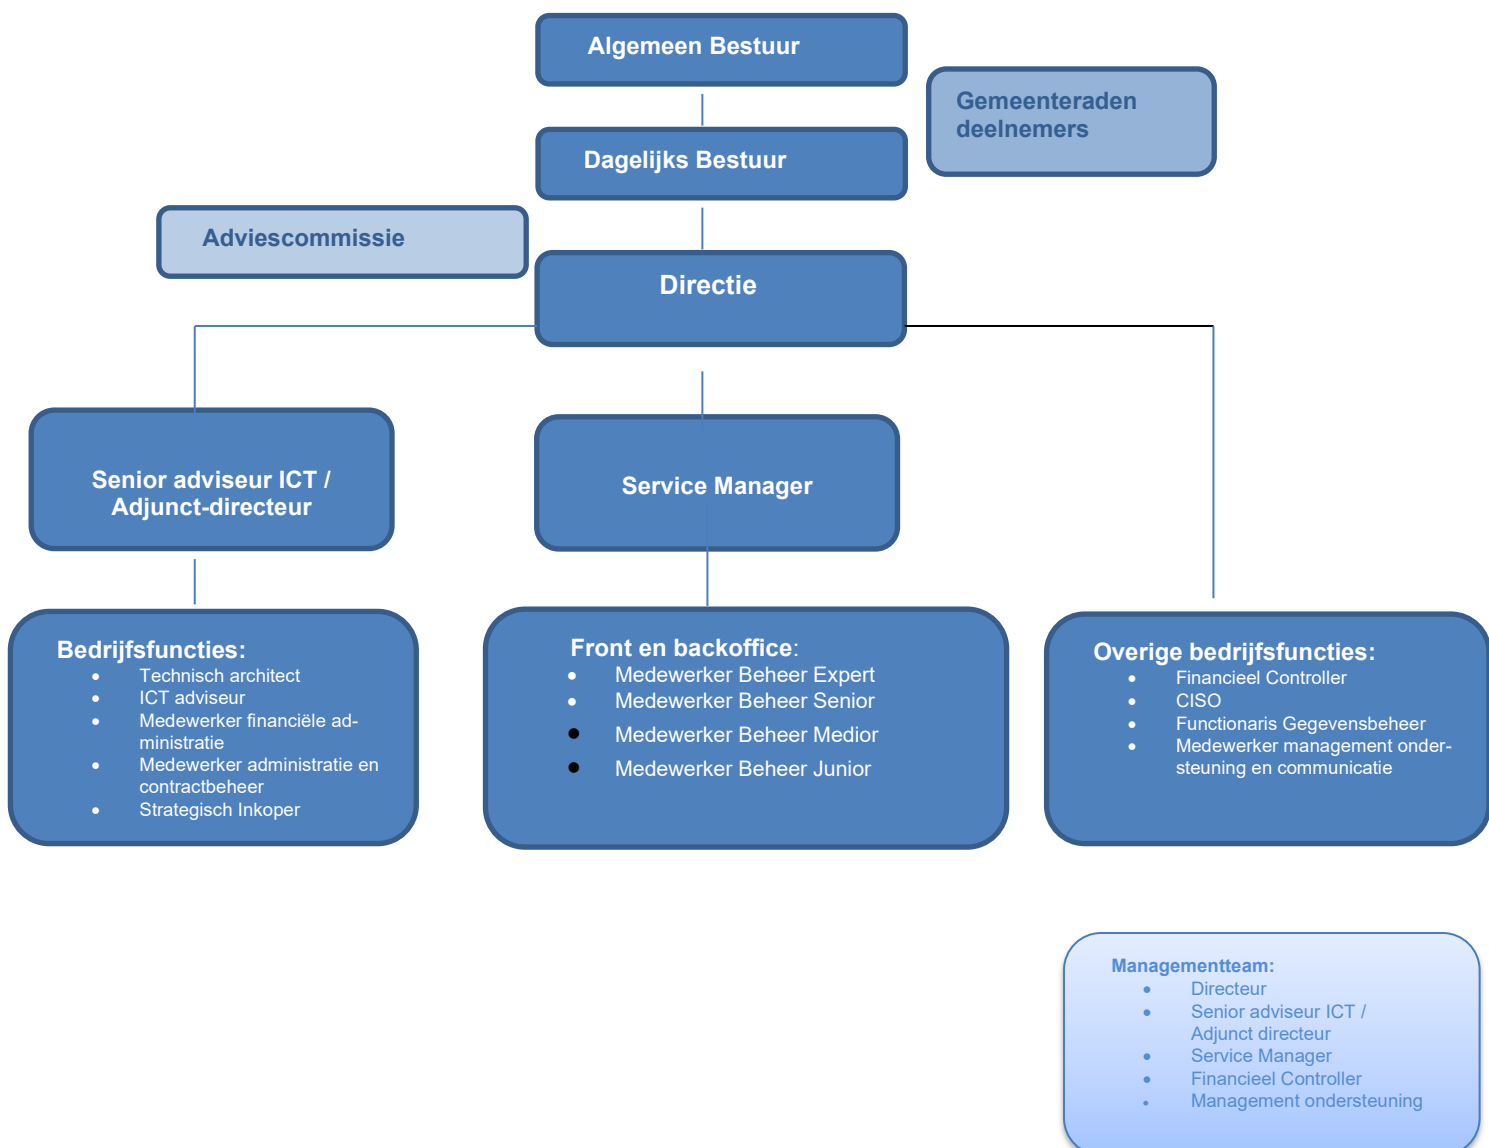 Algemeen Bestuur
Gemeenteraden
deelnemers
Dagelijks Bestuur
Adviescommissie
Directie
Senior adviseur ICT /
Adjunct-directeur
Service Manager
Bedrijfsfuncties:
• Technisch architect
• ICT adviseur
• Medewerker financiële ad-
ministratie
• Medewerker administratie en
contractbeheer
• Strategisch Inkoper
Front en backoffice:
• Medewerker Beheer Expert
• Medewerker Beheer Senior
• Medewerker Beheer Medior
• Medewerker Beheer Junior
Overige bedrijfsfuncties:
• Financieel Controller
• CISO
• Functionaris Gegevensbeheer
• Medewerker management onder-
steuning en communicatie
Managementteam:
• Directeur
• Senior adviseur ICT /
Adjunct directeur
• Service Manager
• Financieel Controller
• Management ondersteuning